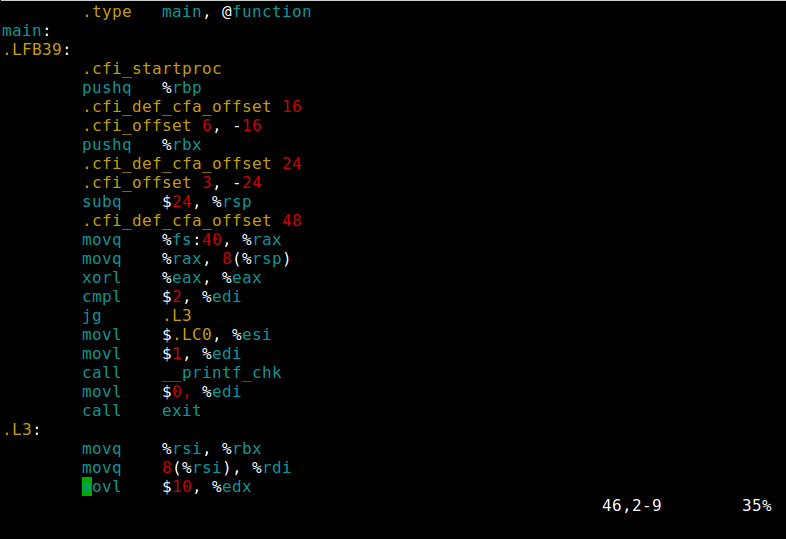 .type main, @function
main:
.LFB39:
.cfi_startproc
pushq %rbp
.cfi_def_cfa_offset 16
.cfi_offset 6, -16
pushq %rbx
.cfi_def_cfa_offset 24
.cfi_offset 3, -24
subq $24, %rsp
.cfi_def_cfa_offset 48
movq %fs:40, %rax
movq %rax, 8(%rsp)
xorl %eax, %eax
cmpl $2, %edi
jg .L3
movl $.LC0, %esi
movl $1, %edi
call __printf_chk
movl $0, %edi
call exit
.L3:
movq %rsi, %rbx
movq 8(%rsi), %rdi
movl $10, %edx
46,2-9 35%